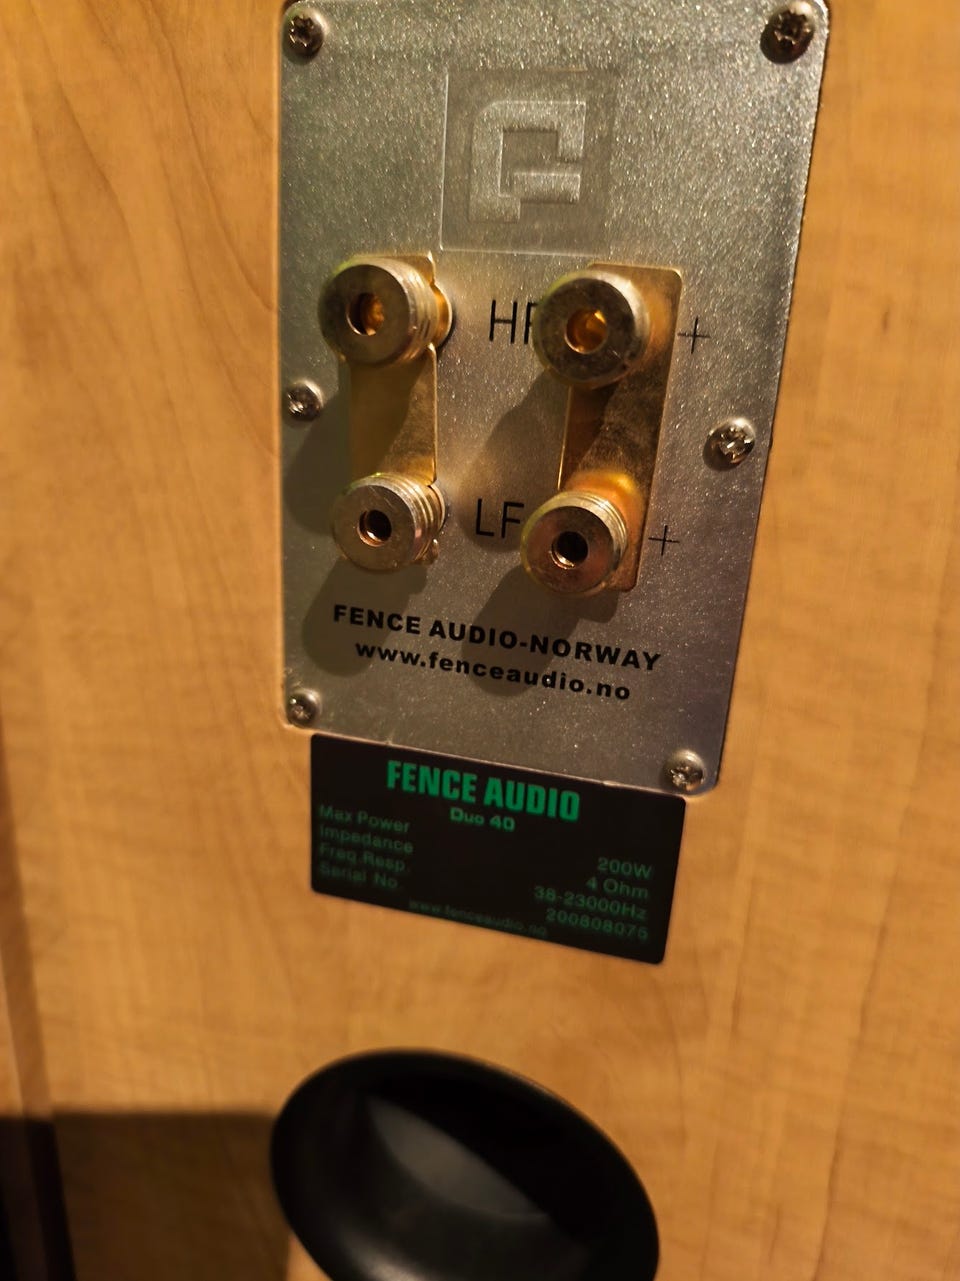 HF +
LF +
FENCE AUDIO-NORWAY
www.fenceaudio.no
FENCE AUDIO
Duo 40
Max Power 200W
Impedance 4 Ohm
Freq.Resp. 38-23000Hz
Serial No. 200808075
www.fenceaudio.no